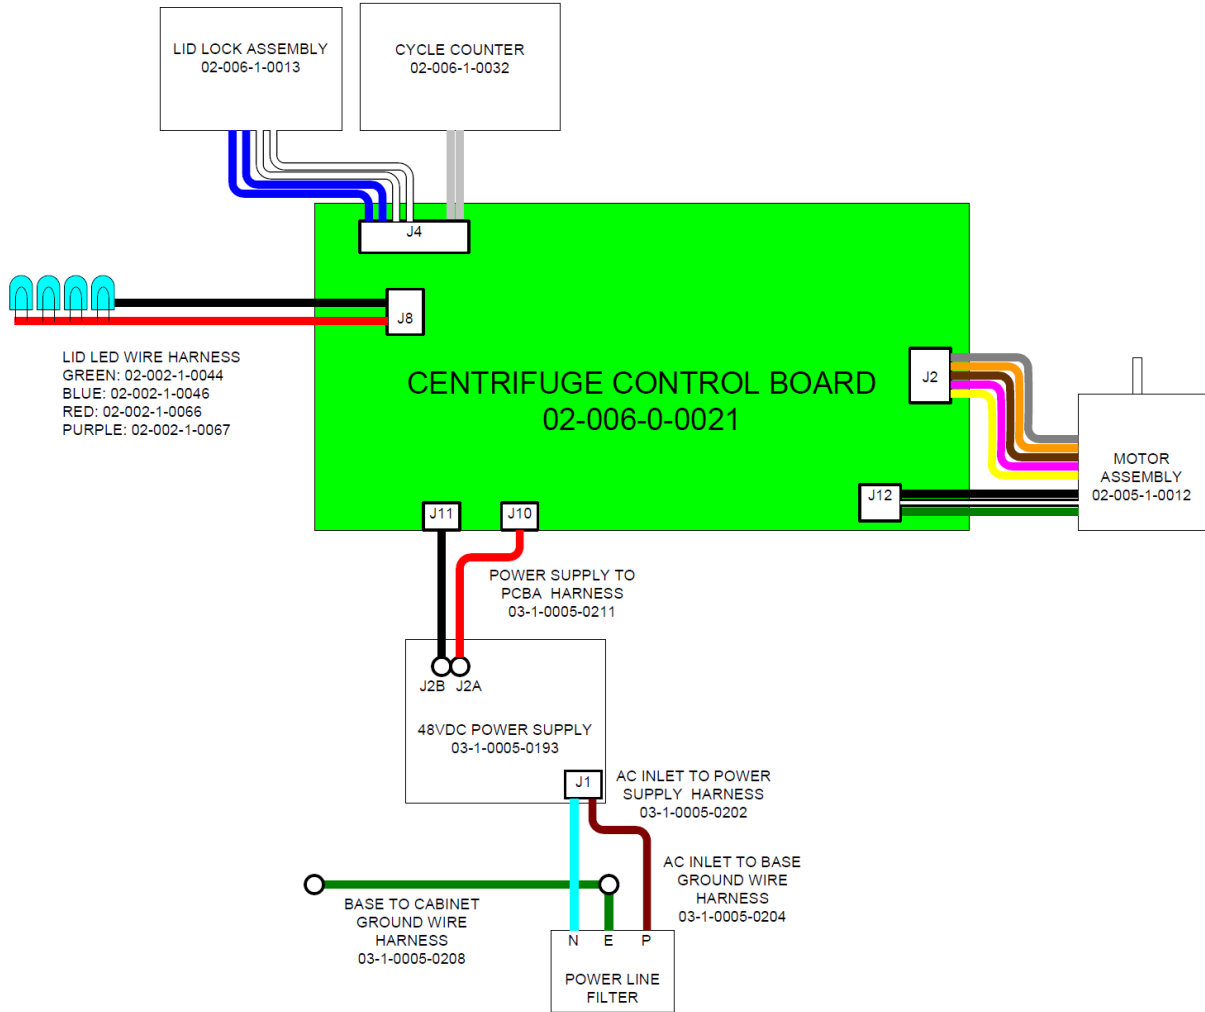 LID LOCK ASSEMBLY
02-006-1-0013
CYCLE COUNTER
02-006-1-0032
J4
J8
LID LED WIRE HARNESS
GREEN: 02-002-1-0044
BLUE: 02-002-1-0046
RED: 02-002-1-0066
PURPLE: 02-002-1-0067
CENTRIFUGE CONTROL BOARD
02-006-0-0021
J2
MOTOR
ASSEMBLY
02-005-1-0012
J12
J11
J10
POWER SUPPLY TO
PCBA HARNESS
03-1-0005-0211
J2B
J2A
48VDC POWER SUPPLY
03-1-0005-0193
J1
AC INLET TO POWER
SUPPLY HARNESS
03-1-0005-0202
AC INLET TO BASE
GROUND WIRE
HARNESS
03-1-0005-0204
BASE TO CABINET
GROUND WIRE
HARNESS
03-1-0005-0208
N
E
P
POWER LINE
FILTER